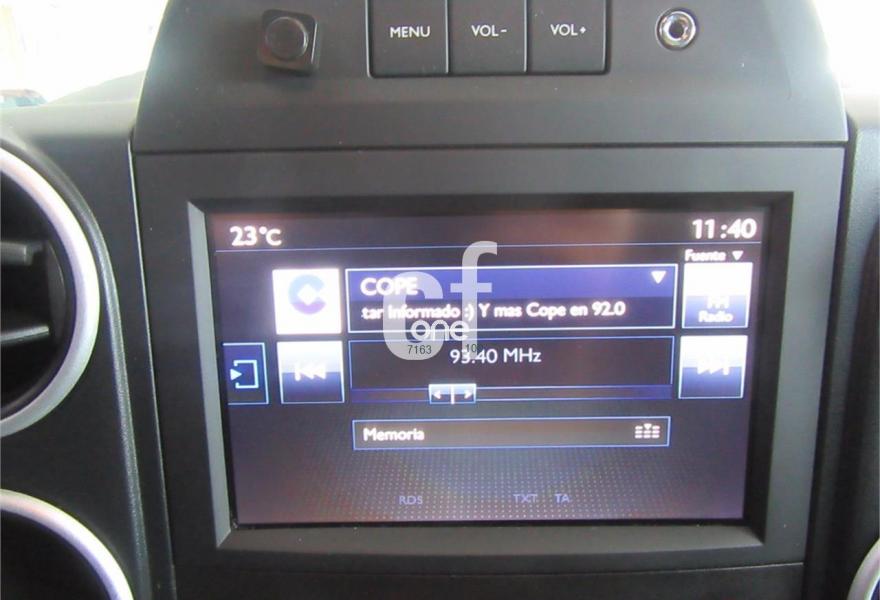 MENU VOL- VOL+
23°C 11:40
Fuente
COPE
tar Informado :) Y mas Cope en 92.0
FM
Radio
cf
one
7163 100
93.40 MHz
Memoria
RDS TXT TA